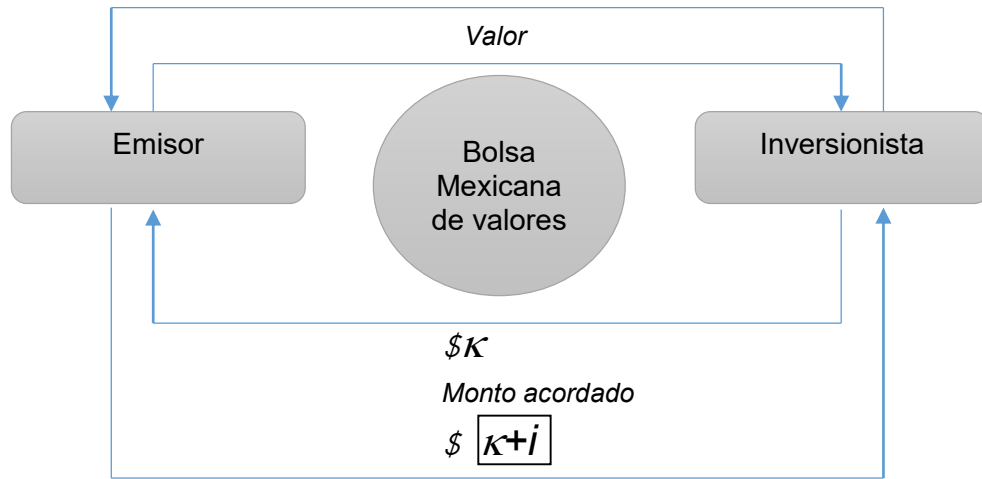 Valor
Emisor
Bolsa
Mexicana
de valores
Inversionista
$κ
Monto acordado
$ κ+i